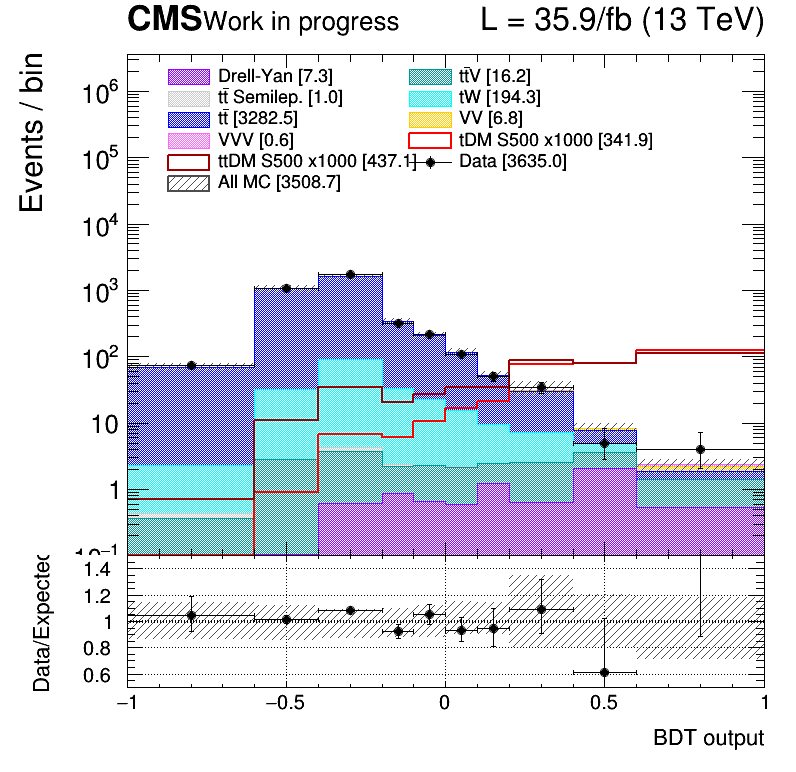 CMS Work in progress L = 35.9/fb (13 TeV)
Events / bin
Drell-Yan [7.3] tt̄V [16.2]
tt̄ Semilep. [1.0] tW [194.3]
tt̄ [3282.5] VV [6.8]
VVV [0.6] tDM S500 x1000 [341.9]
ttDM S500 x1000 [437.1] Data [3635.0]
All MC [3508.7]
10⁶
10⁵
10⁴
10³
10²
10
1
10⁻¹
Data/Expected
1.4
1.2
1
0.8
0.6
−1 −0.5 0 0.5 1
BDT output